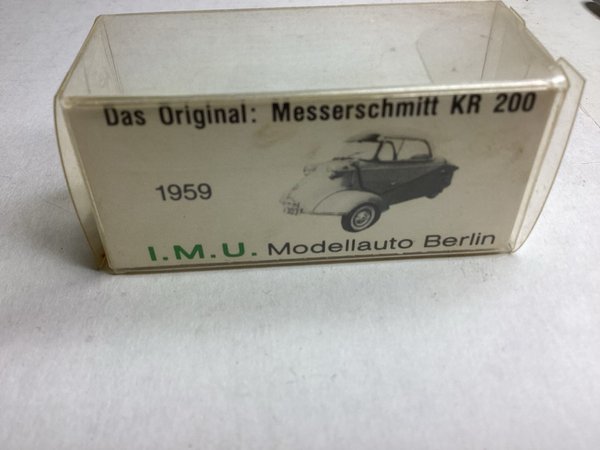 Das Original: Messerschmitt KR 200
1959
I.M.U. Modellauto Berlin